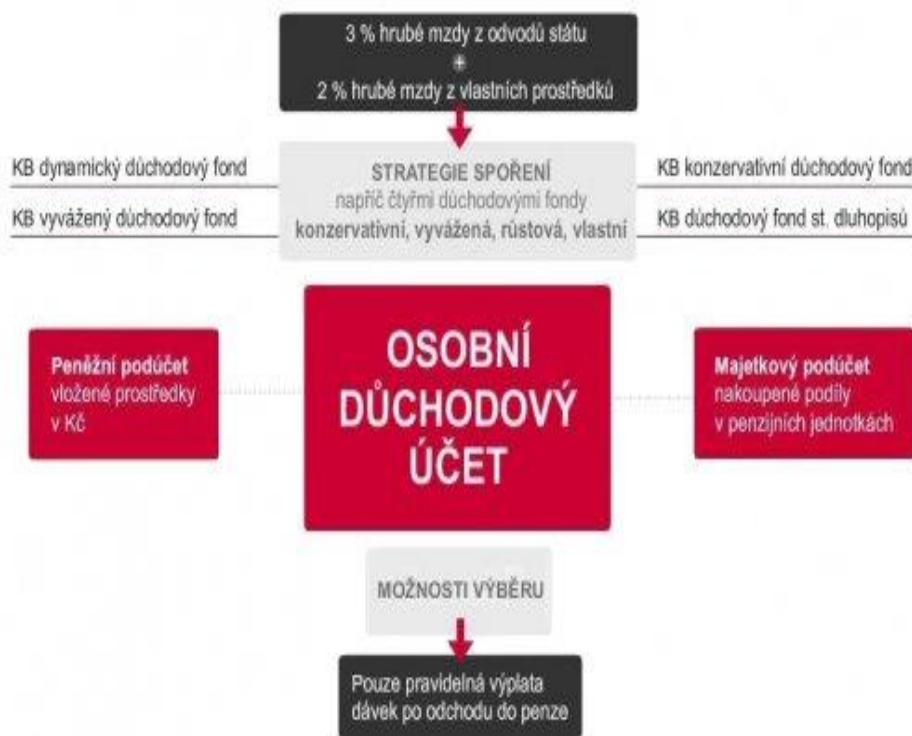 3 % hrubé mzdy z odvodů státu
+
2 % hrubé mzdy z vlastních prostředků
KB dynamický důchodový fond
KB vyvážený důchodový fond
STRATEGIE SPOŘENÍ
napříč čtyřmi důchodovými fondy
konzervativní, vyvážená, růstová, vlastní
KB konzervativní důchodový fond
KB důchodový fond st. dluhopisů
Peněžní podúčet
vložené prostředky
v Kč
OSOBNÍ
DŮCHODOVÝ
ÚČET
Majetkový podúčet
nakoupené podíly
v penzijních jednotkách
MOŽNOSTI VÝBĚRU
Pouze pravidelná výplata
dávek po odchodu do penze